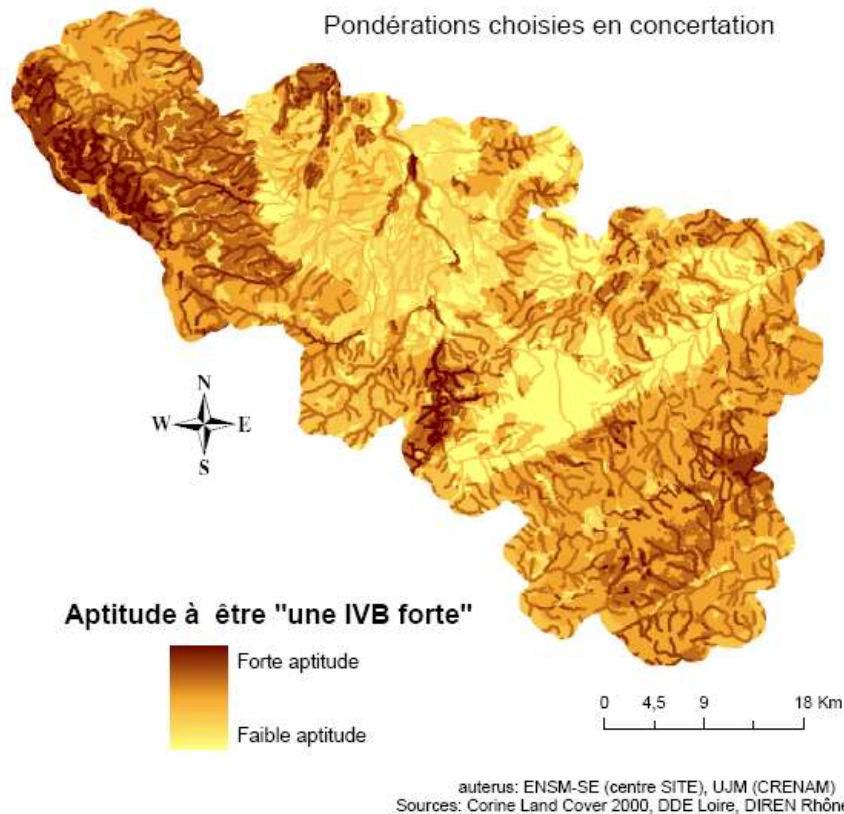 Pondérations choisies en concertation
N
W E
S
Aptitude à être "une IVB forte"
Forte aptitude
Faible aptitude
0 4,5 9 18 Km
auterus: ENSM-SE (centre SITE), UJM (CRENAM)
Sources: Corine Land Cover 2000, DDE Loire, DIREN Rhône